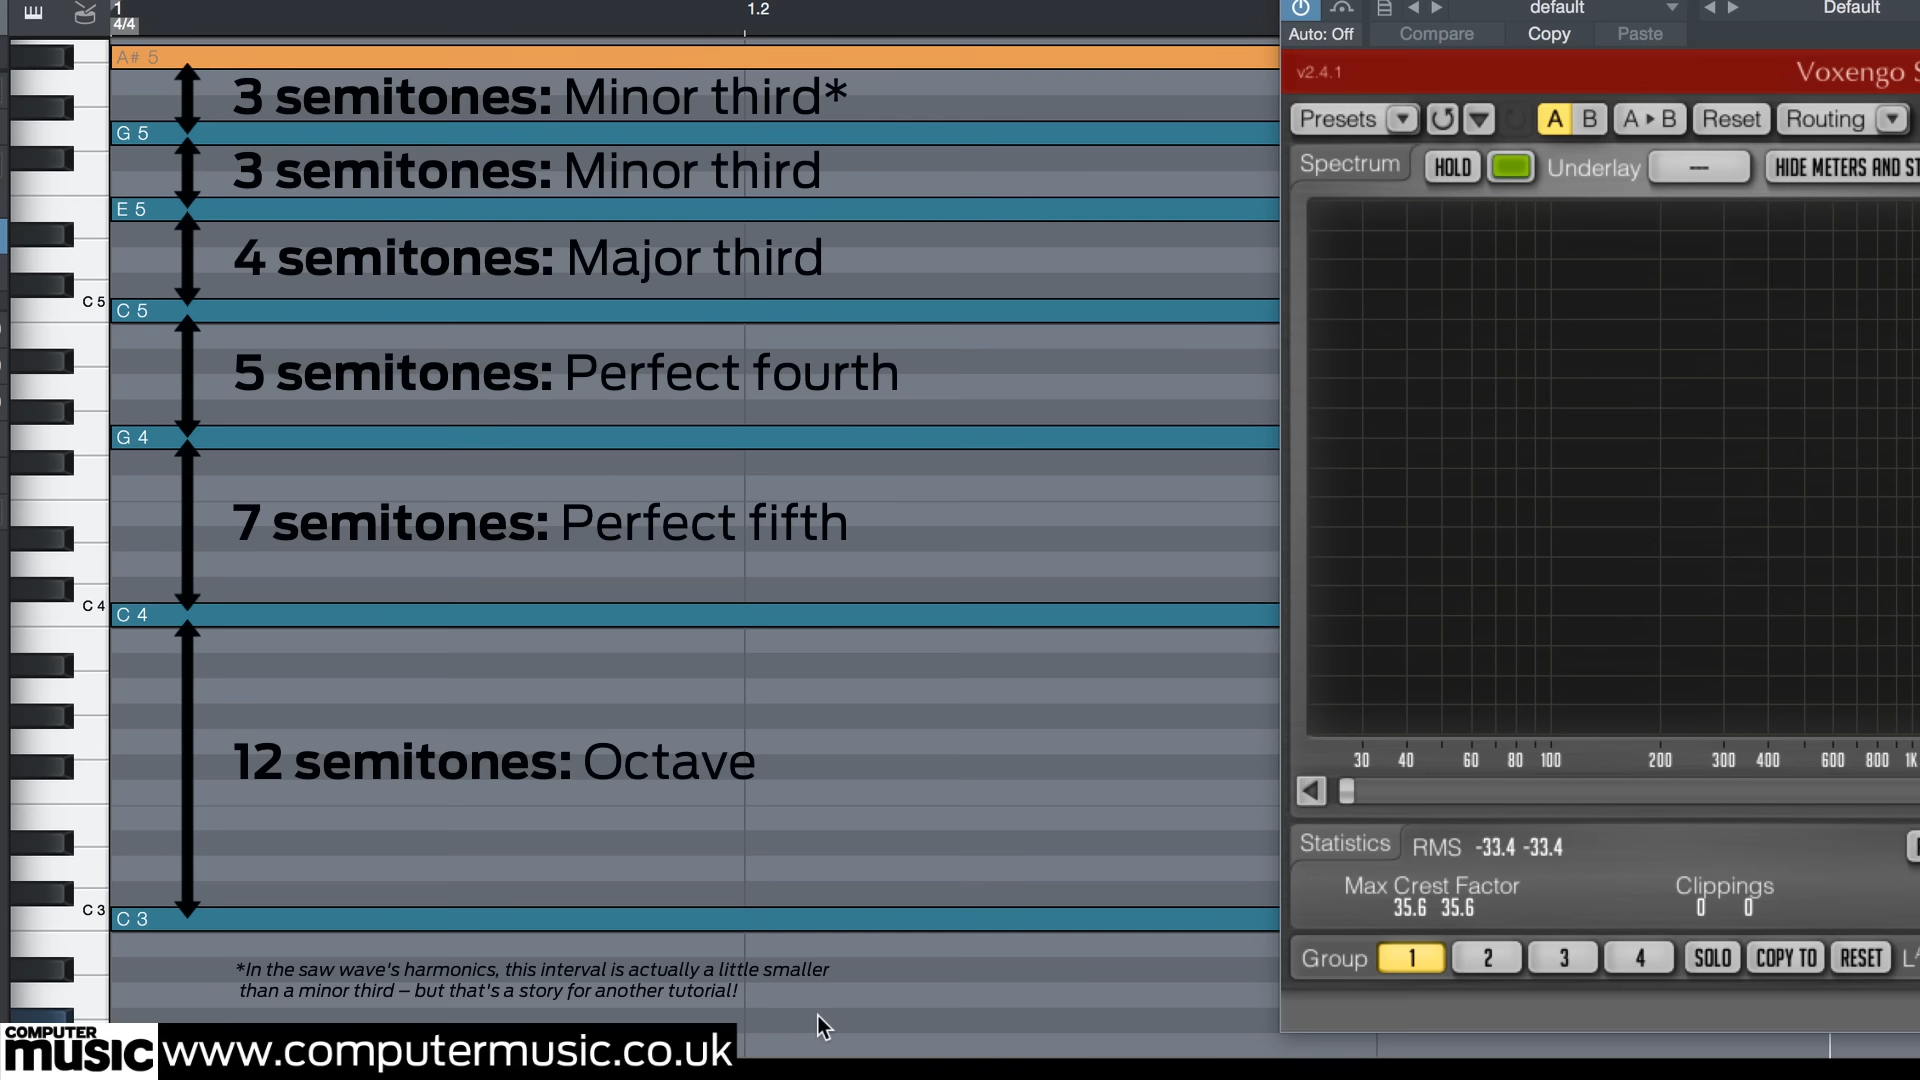 1
4/4
1.2
A# 5
3 semitones: Minor third*
G 5
3 semitones: Minor third
E 5
4 semitones: Major third
C 5
C 5
5 semitones: Perfect fourth
G 4
7 semitones: Perfect fifth
C 4
C 4
12 semitones: Octave
C 3
C 3
*In the saw wave's harmonics, this interval is actually a little smaller
than a minor third – but that's a story for another tutorial!
COMPUTER
music
www.computermusic.co.uk
default
Default
Auto: Off
Compare
Copy
Paste
v2.4.1
Voxengo S
Presets
A
B
A ▸ B
Reset
Routing
Spectrum
HOLD
Underlay
---
HIDE METERS AND ST
30 40 60 80 100 200 300 400 600 800 1K
Statistics
RMS -33.4 -33.4
Max Crest Factor
35.6 35.6
Clippings
0 0
Group
1
2
3
4
SOLO
COPY TO
RESET